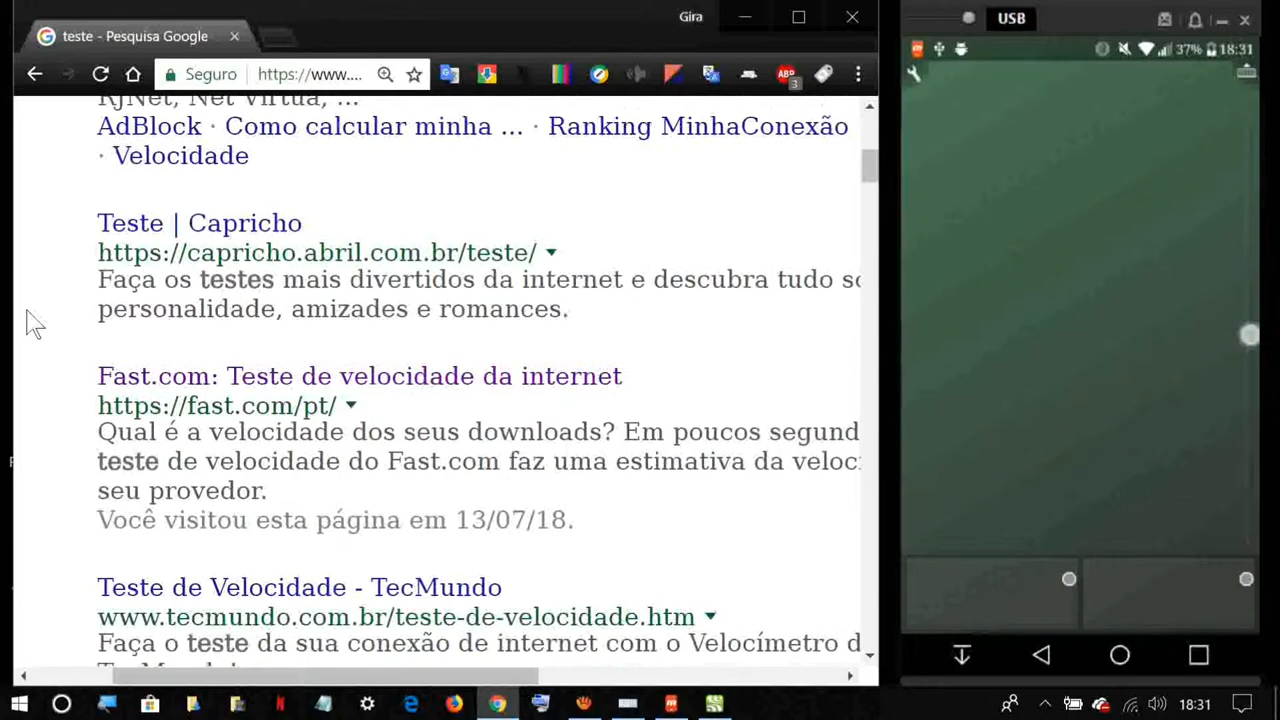 Gira
USB
teste - Pesquisa Google
37% 18:31
Seguro https://www....
ABP
3
AdBlock · Como calcular minha ... · Ranking MinhaConexão
· Velocidade
Teste | Capricho
https://capricho.abril.com.br/teste/
Faça os testes mais divertidos da internet e descubra tudo
personalidade, amizades e romances.
Fast.com: Teste de velocidade da internet
https://fast.com/pt/
Qual é a velocidade dos seus downloads? Em poucos segund
teste de velocidade do Fast.com faz uma estimativa da veloci
seu provedor.
Você visitou esta página em 13/07/18.
Teste de Velocidade - TecMundo
www.tecmundo.com.br/teste-de-velocidade.htm
Faça o teste da sua conexão de internet com o Velocímetro d
18:31